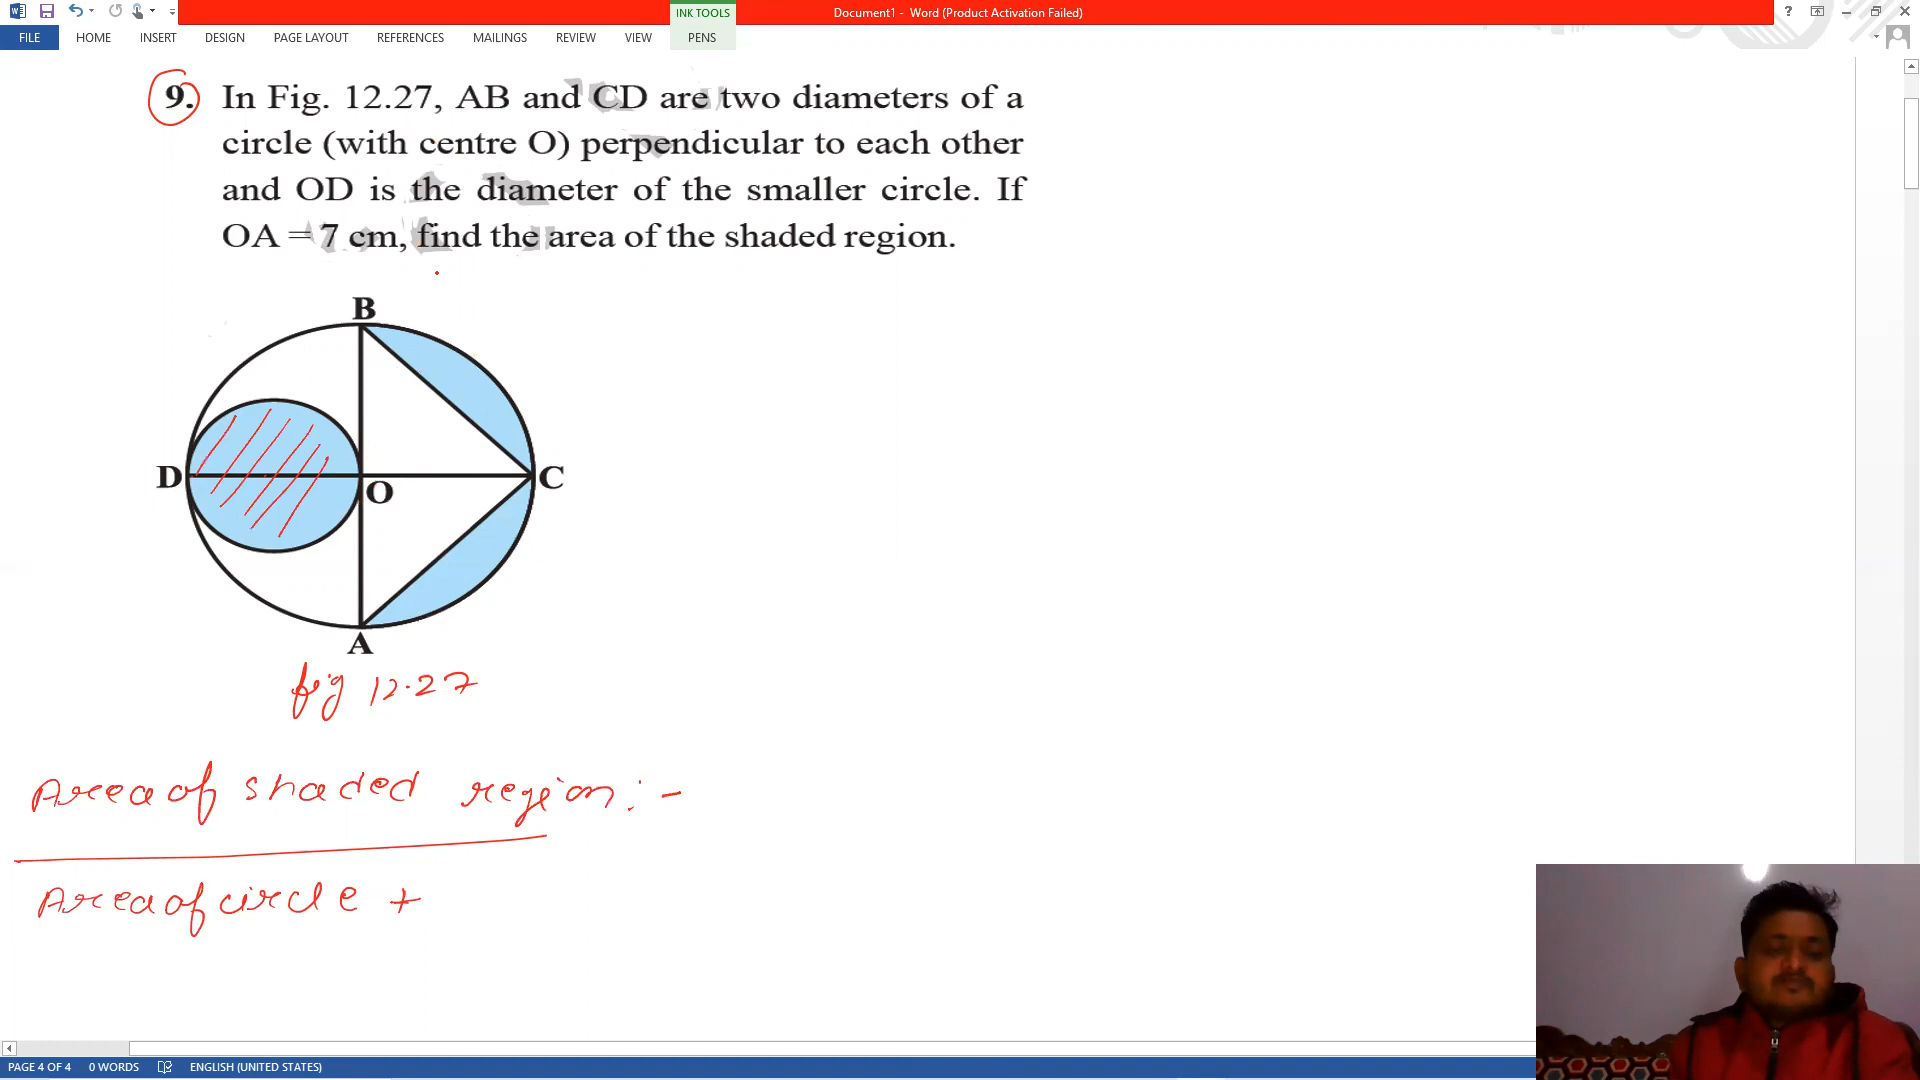 INK TOOLS
Document1 - Word (Product Activation Failed)
?
FILE HOME INSERT DESIGN PAGE LAYOUT REFERENCES MAILINGS REVIEW VIEW PENS
9. In Fig. 12.27, AB and CD are two diameters of a
circle (with centre O) perpendicular to each other
and OD is the diameter of the smaller circle. If
OA = 7 cm, find the area of the shaded region.
B
D
O
C
A
fig 12.27
Area of shaded region :-
Area of circle +
PAGE 4 OF 4 0 WORDS ENGLISH (UNITED STATES)